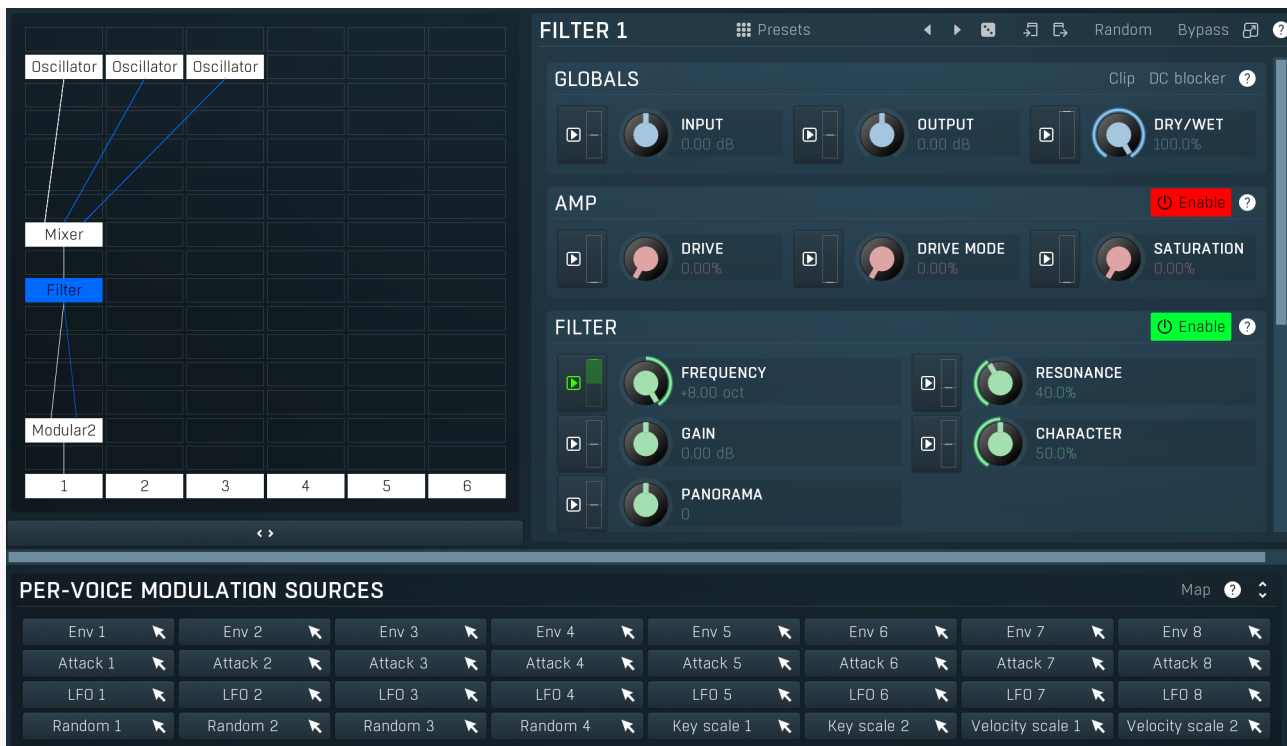 FILTER 1 Presets Random Bypass ?
Oscillator Oscillator Oscillator
Mixer
Filter
Modular2
1 2 3 4 5 6
GLOBALS Clip DC blocker ?
INPUT OUTPUT DRY/WET
0.00 dB 0.00 dB 100.0%
AMP Enable ?
DRIVE DRIVE MODE SATURATION
0.00% 0.00% 0.00%
FILTER Enable ?
FREQUENCY RESONANCE
+8.00 oct 40.0%
GAIN CHARACTER
0.00 dB 50.0%
PANORAMA
0
PER-VOICE MODULATION SOURCES Map ?
Env 1 Env 2 Env 3 Env 4 Env 5 Env 6 Env 7 Env 8
Attack 1 Attack 2 Attack 3 Attack 4 Attack 5 Attack 6 Attack 7 Attack 8
LFO 1 LFO 2 LFO 3 LFO 4 LFO 5 LFO 6 LFO 7 LFO 8
Random 1 Random 2 Random 3 Random 4 Key scale 1 Key scale 2 Velocity scale 1 Velocity scale 2